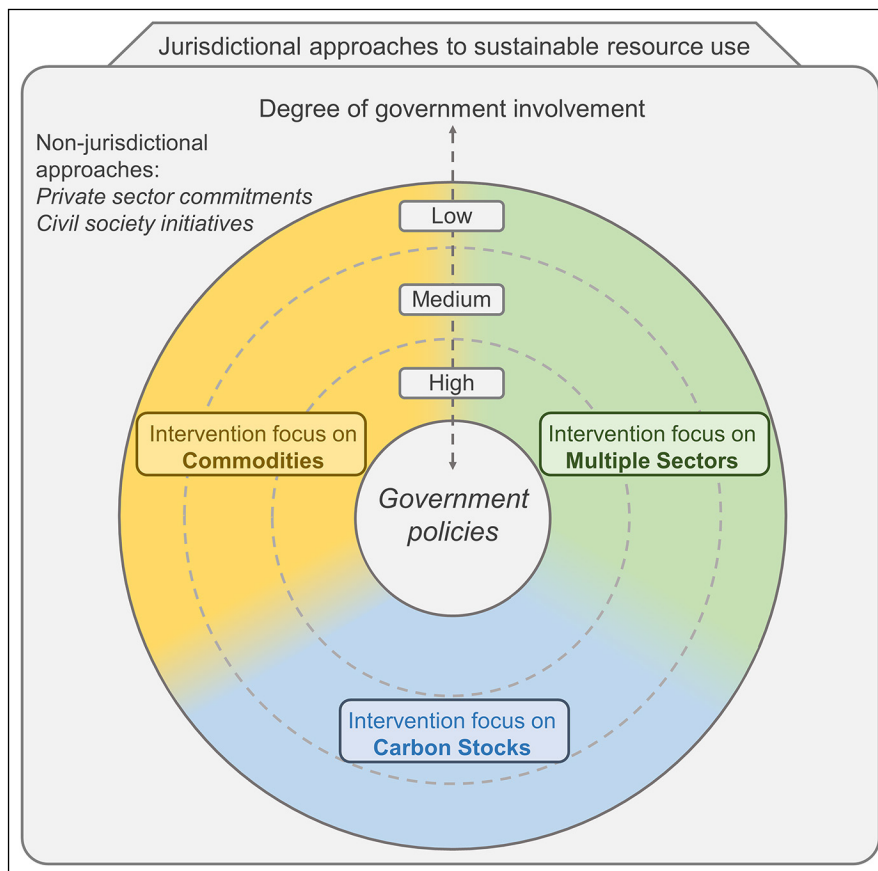 Jurisdictional approaches to sustainable resource use
Degree of government involvement
Non-jurisdictional
approaches:
Private sector commitments
Civil society initiatives
Low
Medium
High
Intervention focus on
Commodities
Intervention focus on
Multiple Sectors
Government
policies
Intervention focus on
Carbon Stocks